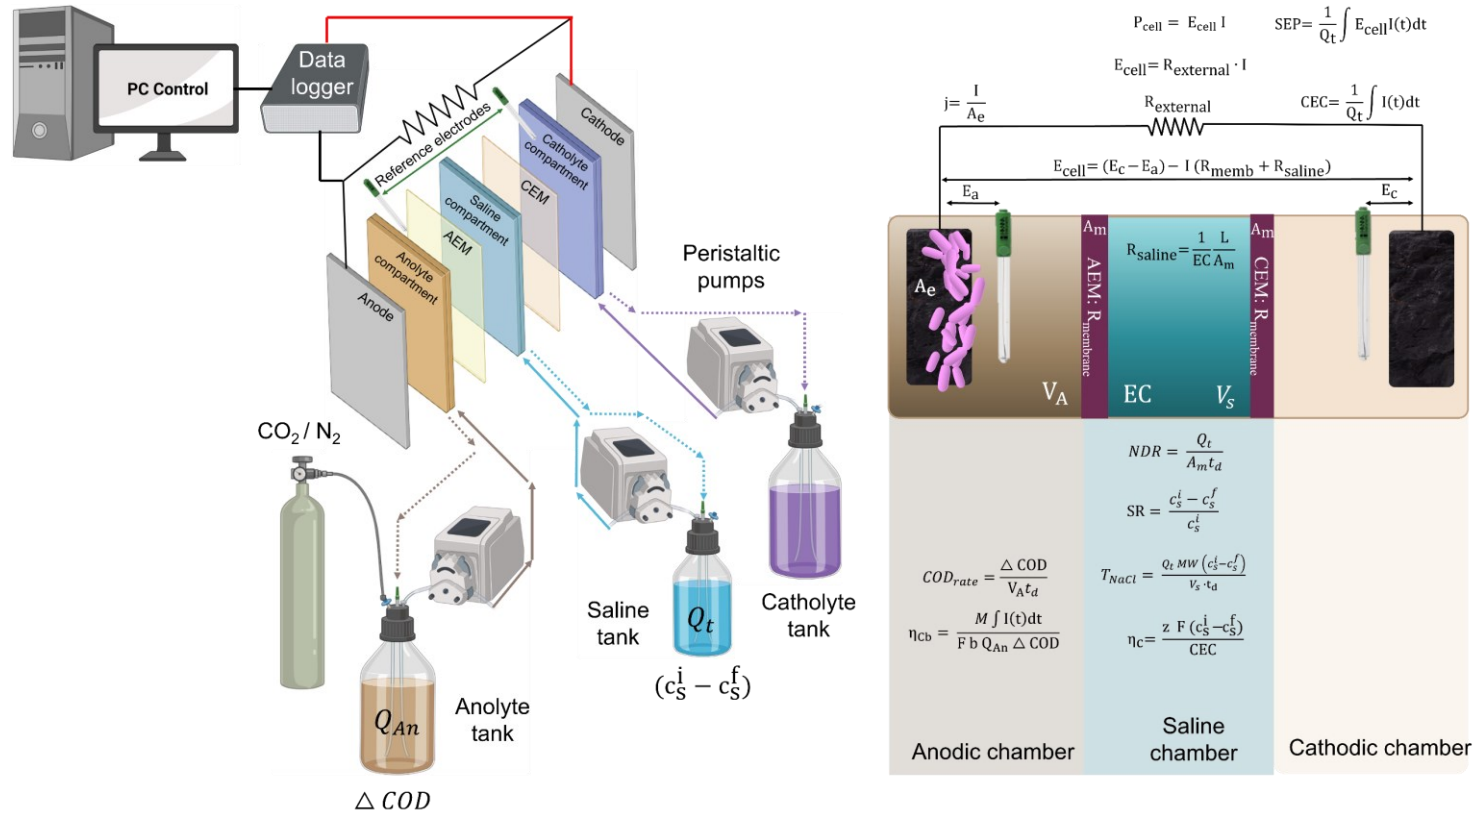 PC Control
Data
logger
Reference electrodes
Cathode
Catholyte
compartment
CEM
Saline
compartment
AEM
Anolyte
compartment
Anode
Peristaltic
pumps
CO₂ / N₂
Saline
tank
Q_t
(c_s^i − c_s^f)
Catholyte
tank
Anolyte
tank
Q_An
△ COD
P_cell = E_cell I
SEP= 1/Q_t ∫ E_cell I(t)dt
E_cell= R_external · I
j= I/A_e
R_external
CEC= 1/Q_t ∫ I(t)dt
E_cell= (E_c − E_a) − I (R_memb + R_saline)
E_a
E_c
A_e
V_A
A_m
AEM: R_membrane
R_saline= 1/EC L/A_m
EC
V_s
A_m
CEM: R_membrane
NDR = Q_t/(A_m t_d)
SR = (c_s^i − c_s^f)/c_s^i
COD_rate = △ COD/(V_A t_d)
T_NaCl = Q_t MW (c_s^i−c_s^f)/(V_s · t_d)
η_Cb = M ∫ I(t)dt/(F b Q_An △ COD)
η_c= z F (c_s^i−c_s^f)/CEC
Anodic chamber
Saline
chamber
Cathodic chamber